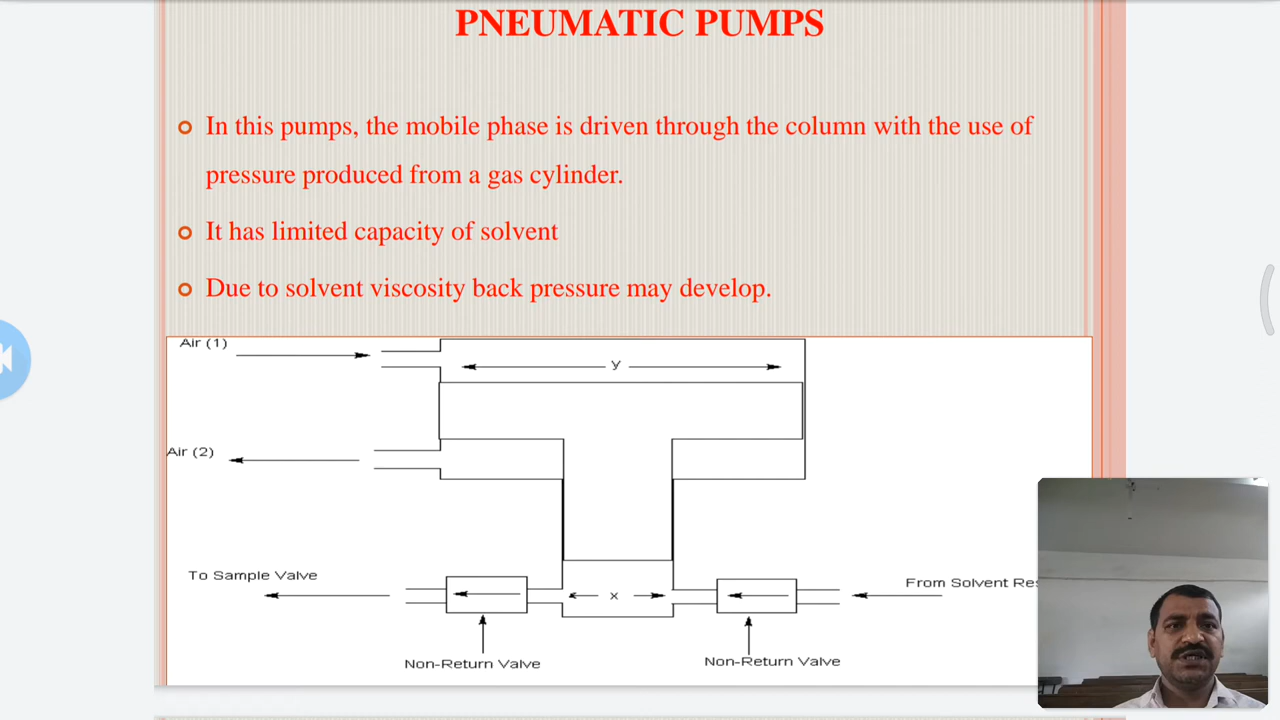 PNEUMATIC PUMPS
In this pumps, the mobile phase is driven through the column with the use of
pressure produced from a gas cylinder.
It has limited capacity of solvent
Due to solvent viscosity back pressure may develop.
Air (1)
y
Air (2)
To Sample Valve
x
From Solvent
Non-Return Valve
Non-Return Valve